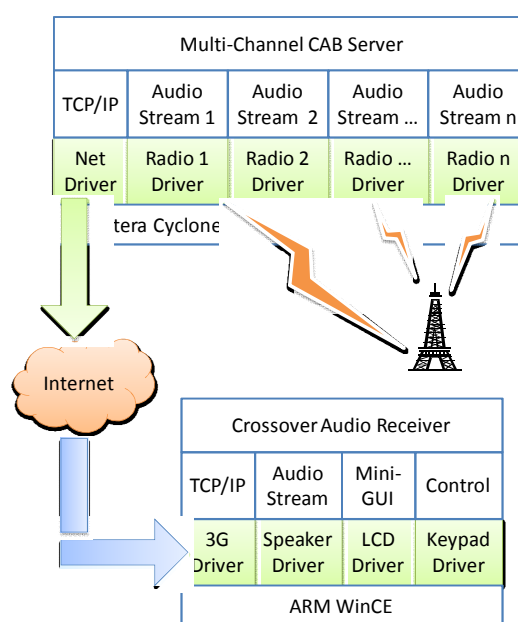 Multi-Channel CAB Server
TCP/IP
Audio
Stream 1
Audio
Stream 2
Audio
Stream ...
Audio
Stream n
Net
Driver
Radio 1
Driver
Radio 2
Driver
Radio ...
Driver
Radio n
Driver
tera Cyclone
Internet
Crossover Audio Receiver
TCP/IP
Audio
Stream
Mini-
GUI
Control
3G
Driver
Speaker
Driver
LCD
Driver
Keypad
Driver
ARM WinCE